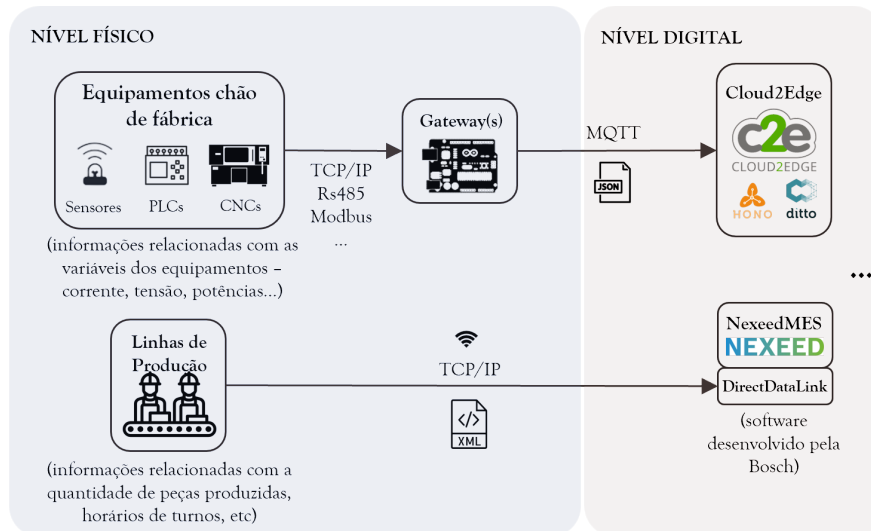 NÍVEL FÍSICO
Equipamentos chão
de fábrica
Sensores
PLCs
CNCs
(informações relacionadas com as
variáveis dos equipamentos –
corrente, tensão, potências...)
TCP/IP
Rs485
Modbus
...
Gateway(s)
MQTT
JSON
Linhas de
Produção
(informações relacionadas com a
quantidade de peças produzidas,
horários de turnos, etc)
TCP/IP
</>
XML
NÍVEL DIGITAL
Cloud2Edge
c2e
CLOUD2EDGE
HONO
ditto
...
NexeedMES
NEXEED
DirectDataLink
(software
desenvolvido pela
Bosch)